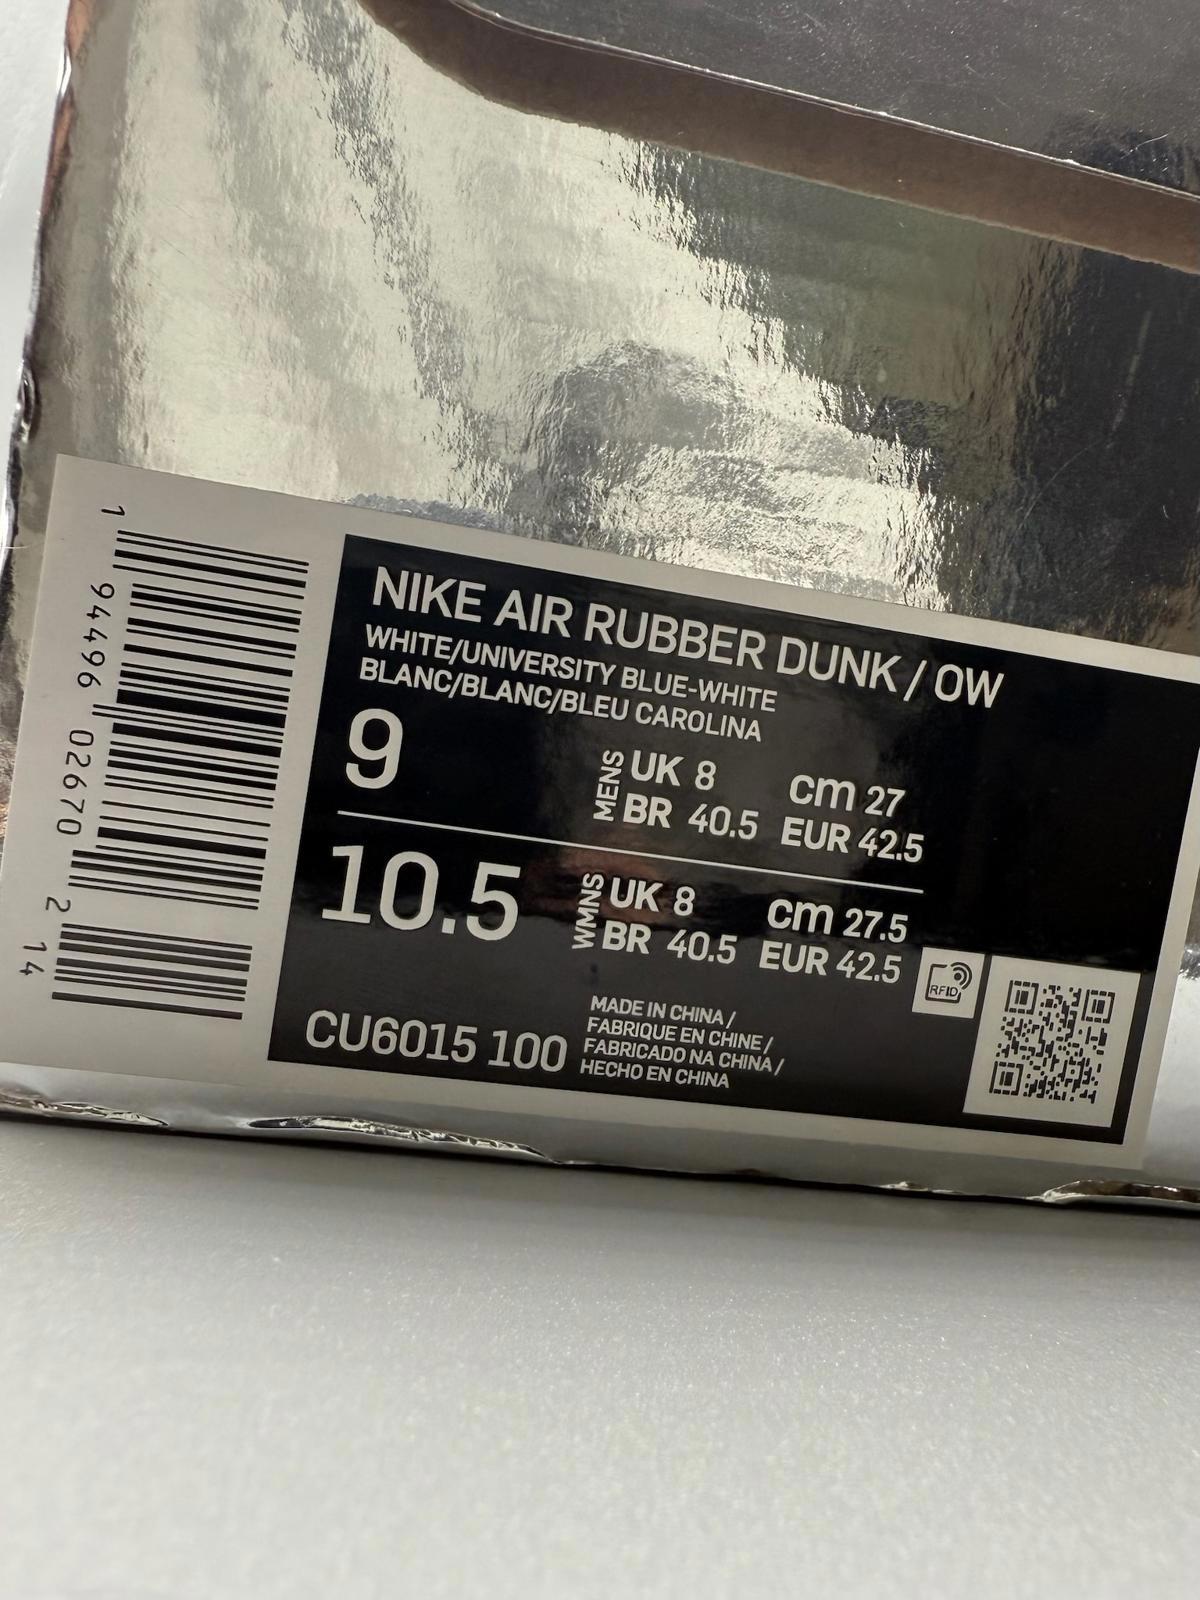 1 94496 02670 2 14
NIKE AIR RUBBER DUNK / OW
WHITE/UNIVERSITY BLUE-WHITE
BLANC/BLANC/BLEU CAROLINA
9
MENS
UK 8 cm 27
BR 40.5 EUR 42.5
10.5
WMNS
UK 8 cm 27.5
BR 40.5 EUR 42.5
RFID
CU6015 100
MADE IN CHINA /
FABRIQUE EN CHINE /
FABRICADO NA CHINA /
HECHO EN CHINA